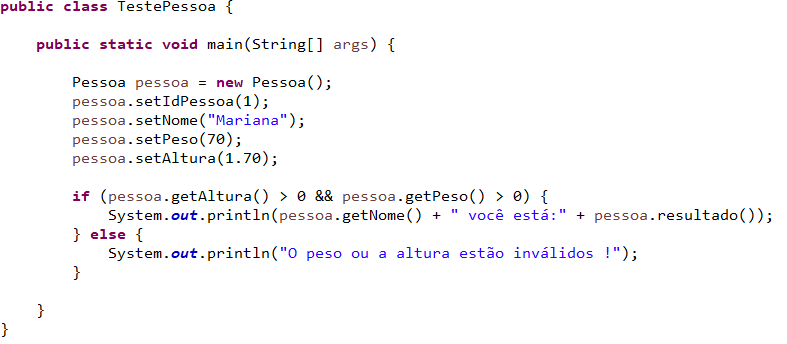 public class TestePessoa {
public static void main(String[] args) {
Pessoa pessoa = new Pessoa();
pessoa.setIdPessoa(1);
pessoa.setNome("Mariana");
pessoa.setPeso(70);
pessoa.setAltura(1.70);
if (pessoa.getAltura() > 0 && pessoa.getPeso() > 0) {
System.out.println(pessoa.getNome() + " você está:" + pessoa.resultado());
} else {
System.out.println("O peso ou a altura estão inválidos !");
}
}
}